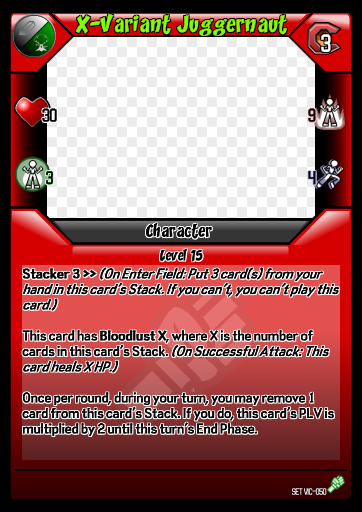 X-Variant Juggernaut
3
30
9
3
4
Character
Level 15
Stacker 3 >> (On Enter Field: Put 3 card(s) from your
hand in this card's Stack. If you can't, you can't play this
card.)
This card has Bloodlust X, where X is the number of
cards in this card's Stack. (On Successful Attack: This
card heals X HP.)
Once per round, during your turn, you may remove 1
card from this card's Stack. If you do, this card's PLV is
multiplied by 2 until this turn's End Phase.
SET VIC-050